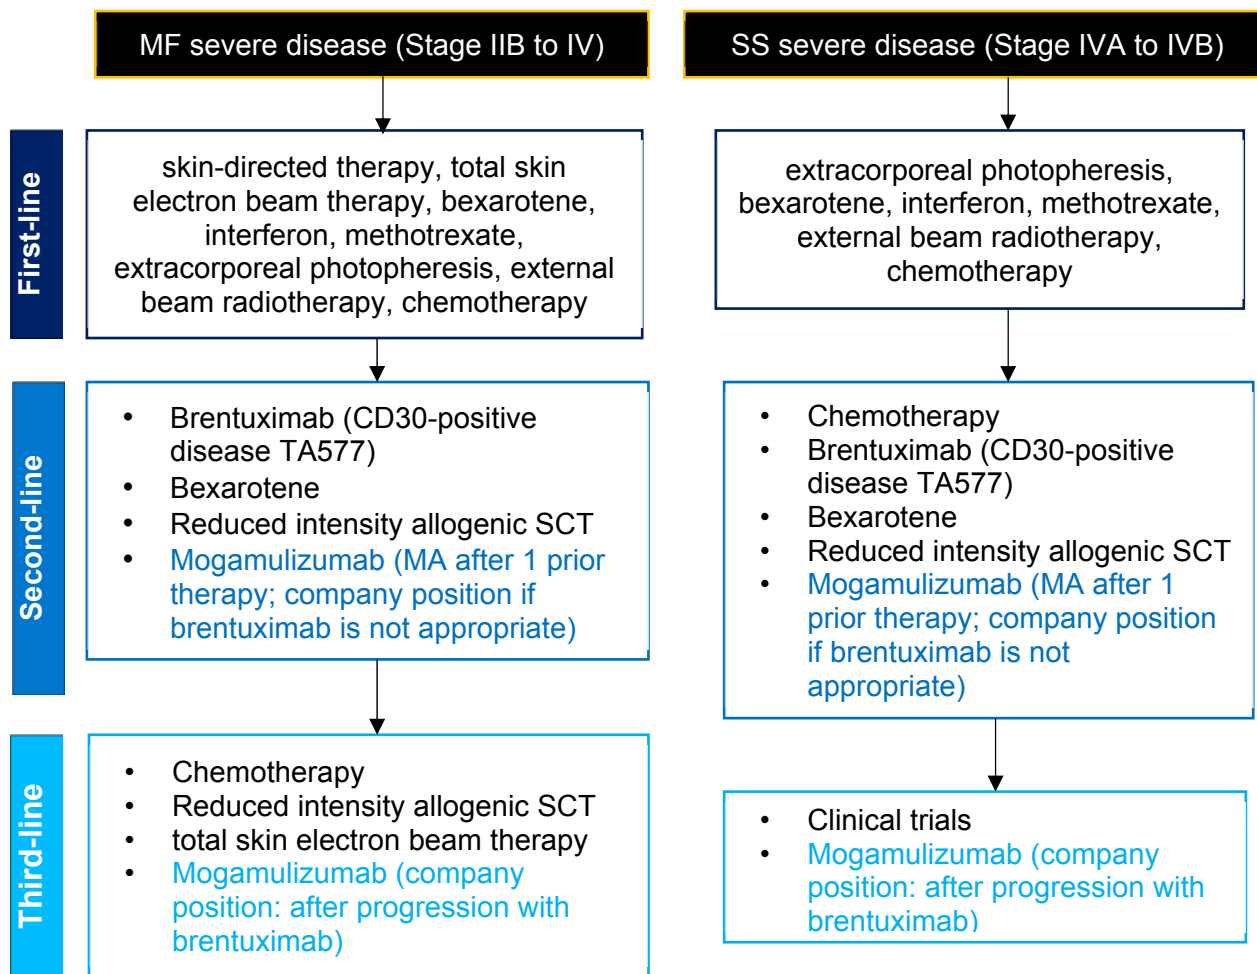 MF severe disease (Stage IIB to IV)
SS severe disease (Stage IVA to IVB)
First-line
skin-directed therapy, total skin
electron beam therapy, bexarotene,
interferon, methotrexate,
extracorporeal photopheresis, external
beam radiotherapy, chemotherapy
extracorporeal photopheresis,
bexarotene, interferon, methotrexate,
external beam radiotherapy,
chemotherapy
Second-line
• Brentuximab (CD30-positive
disease TA577)
• Bexarotene
• Reduced intensity allogenic SCT
• Mogamulizumab (MA after 1 prior
therapy; company position if
brentuximab is not appropriate)
• Chemotherapy
• Brentuximab (CD30-positive
disease TA577)
• Bexarotene
• Reduced intensity allogenic SCT
• Mogamulizumab (MA after 1
prior therapy; company position
if brentuximab is not
appropriate)
Third-line
• Chemotherapy
• Reduced intensity allogenic SCT
• total skin electron beam therapy
• Mogamulizumab (company
position: after progression with
brentuximab)
• Clinical trials
• Mogamulizumab (company
position: after progression with
brentuximab)